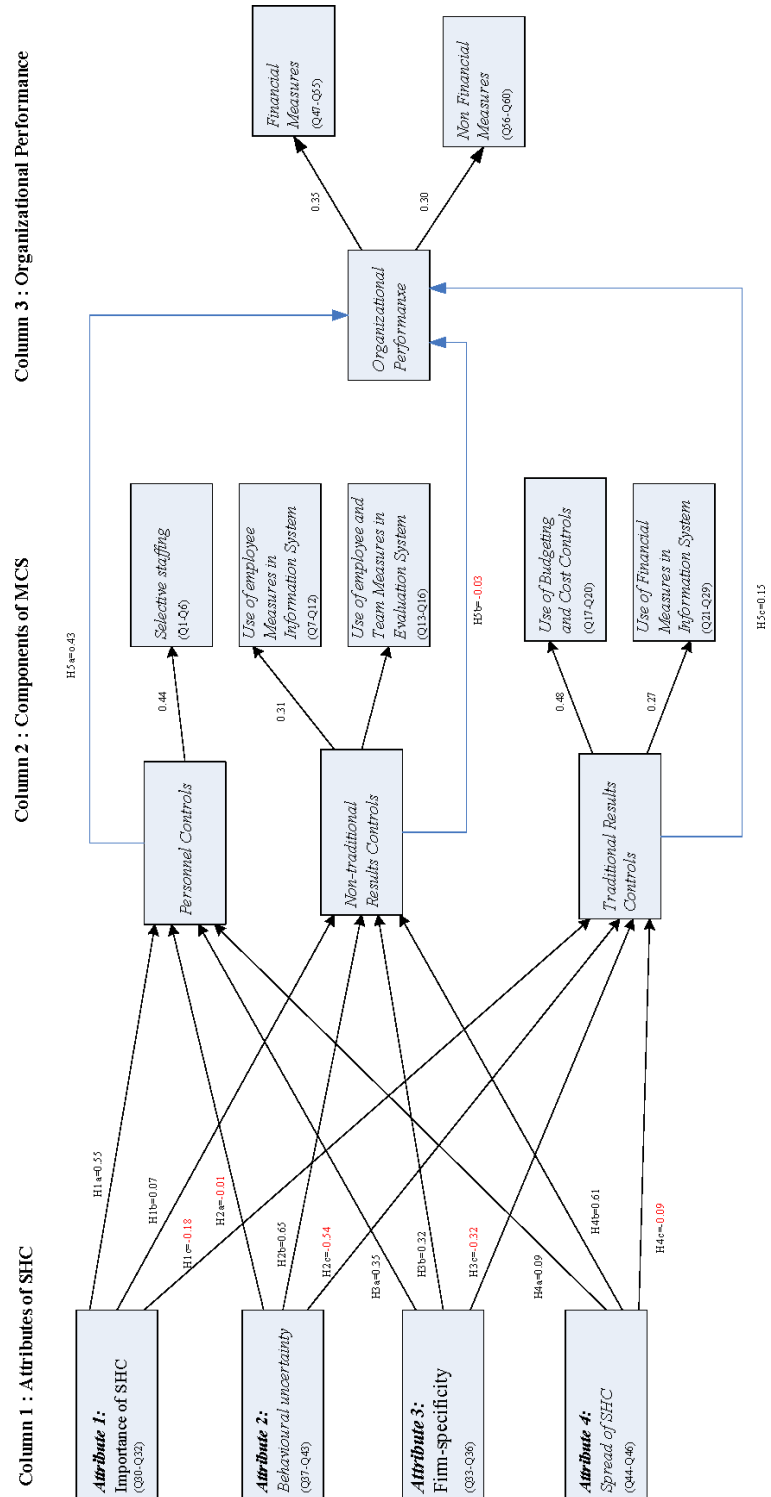 Column 1 : Attributes of SHC
Attribute 1:
Importance of SHC
(Q30-Q32)
Attribute 2:
Behavioural uncertainty
(Q37-Q43)
Attribute 3:
Firm-specificity
(Q33-Q36)
Attribute 4:
Spread of SHC
(Q44-Q46)
H1a=0.55
H1b=0.07
H1c=-0.18
H2a=-0.01
H2b=0.65
H2c=-0.54
H3a=0.35
H3b=0.32
H3c=-0.32
H4a=0.09
H4b=0.61
H4c=-0.09
Column 2 : Components of MCS
Personnel Controls
Non-traditional
Results Controls
Traditional Results
Controls
0.44
0.31
0.48
0.27
Selective staffing
(Q1-Q6)
Use of employee
Measures in
Information System
(Q7-Q12)
Use of employee and
Team Measures in
Evaluation System
(Q13-Q16)
Use of Budgeting
and Cost Controls
(Q17-Q20)
Use of Financial
Measures in
Information System
(Q21-Q29)
H5a=o.43
H5b=-0.03
H5c=0.15
Column 3 : Organizational Performance
Organizational
Performanxe
0.35
0.30
Financial
Measures
(Q47-Q55)
Non Financial
Measures
(Q56-Q60)